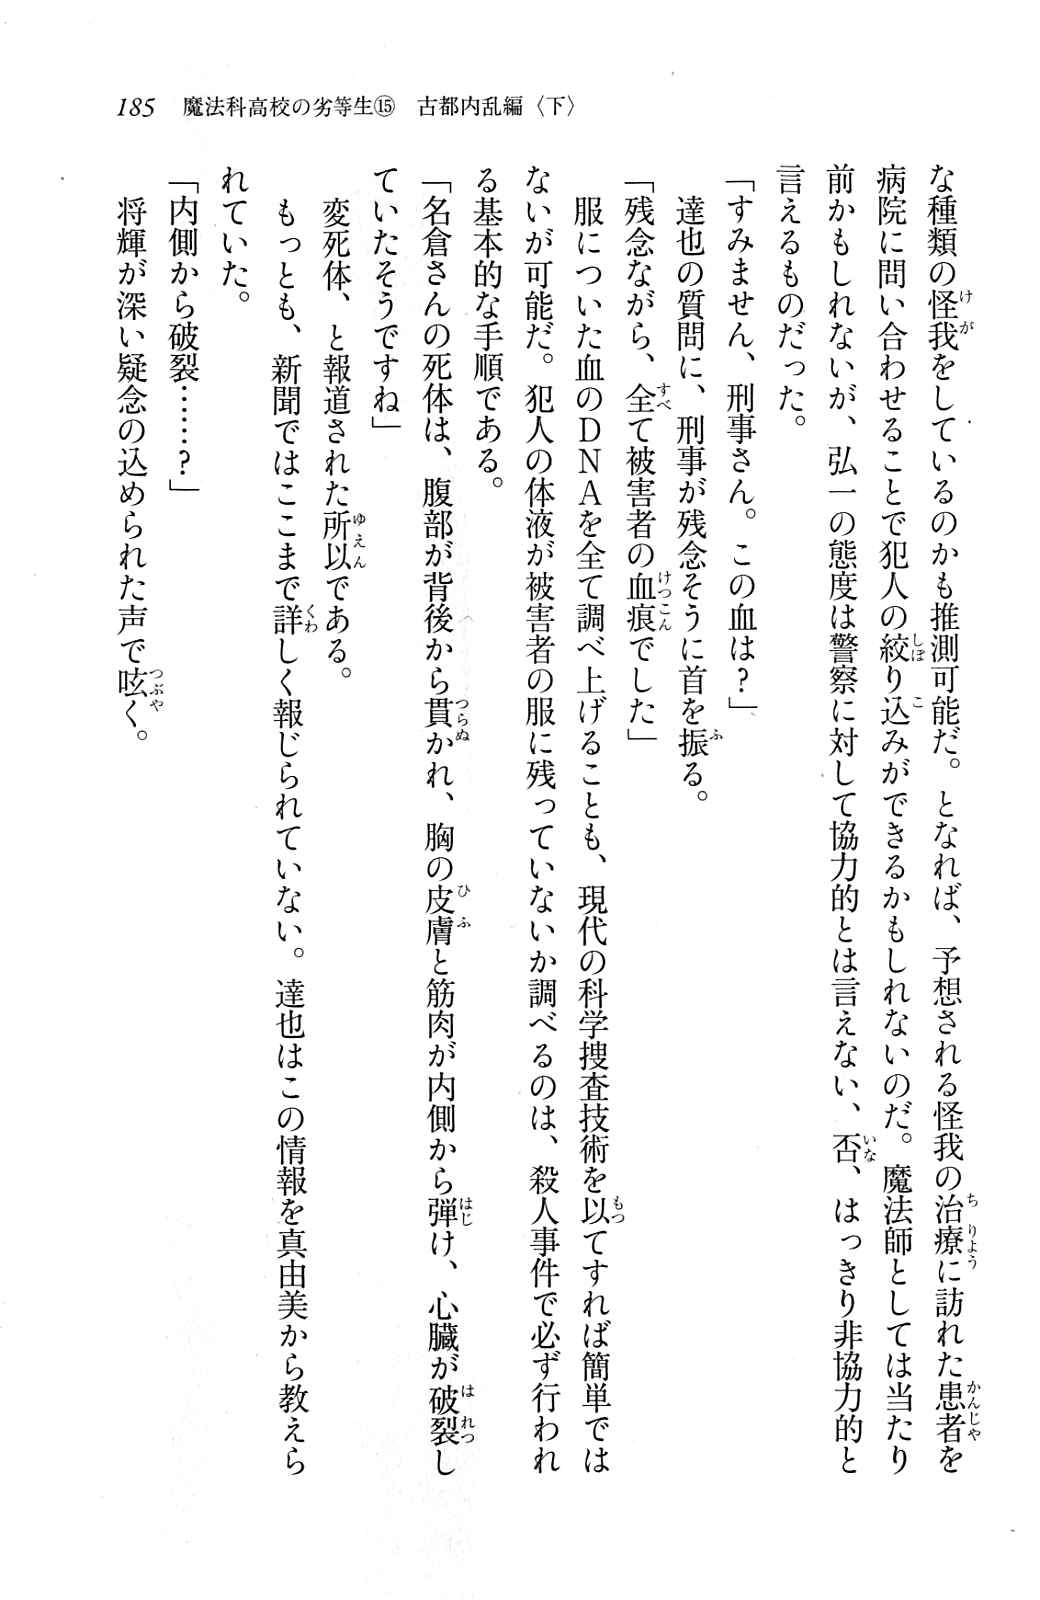 185 魔法科高校の劣等生⑮ 古都内乱編〈下〉
な種類の怪我をしているのかも推測可能だ。となれば、予想される怪我の治療に訪れた患者を
病院に問い合わせることで犯人の絞り込みができるかもしれないのだ。魔法師としては当たり
前かもしれないが、弘一の態度は警察に対して協力的とは言えない、否、はっきり非協力的と
言えるものだった。
「すみません、刑事さん。この血は?」
達也の質問に、刑事が残念そうに首を振る。
「残念ながら、全て被害者の血痕でした」
服についた血のDNAを全て調べ上げることも、現代の科学捜査技術を以てすれば簡単では
ないが可能だ。犯人の体液が被害者の服に残っていないか調べるのは、殺人事件で必ず行われ
る基本的な手順である。
「名倉さんの死体は、腹部が背後から貫かれ、胸の皮膚と筋肉が内側から弾け、心臓が破裂し
ていたそうですね」
変死体、と報道された所以である。
もっとも、新聞ではここまで詳しく報じられていない。達也はこの情報を真由美から教えら
れていた。
「内側から破裂……?」
将輝が深い疑念の込められた声で呟く。